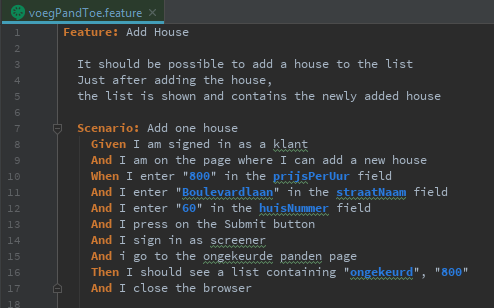 voegPandToe.feature ×
1 Feature: Add House
2
3 It should be possible to add a house to the list
4 Just after adding the house,
5 the list is shown and contains the newly added house
6
7 Scenario: Add one house
8 Given I am signed in as a klant
9 And I am on the page where I can add a new house
10 When I enter "800" in the prijsPerUur field
11 And I enter "Boulevardlaan" in the straatNaam field
12 And I enter "60" in the huisNummer field
13 And I press on the Submit button
14 And I sign in as screener
15 And i go to the ongekeurde panden page
16 Then I should see a list containing "ongekeurd", "800"
17 And I close the browser